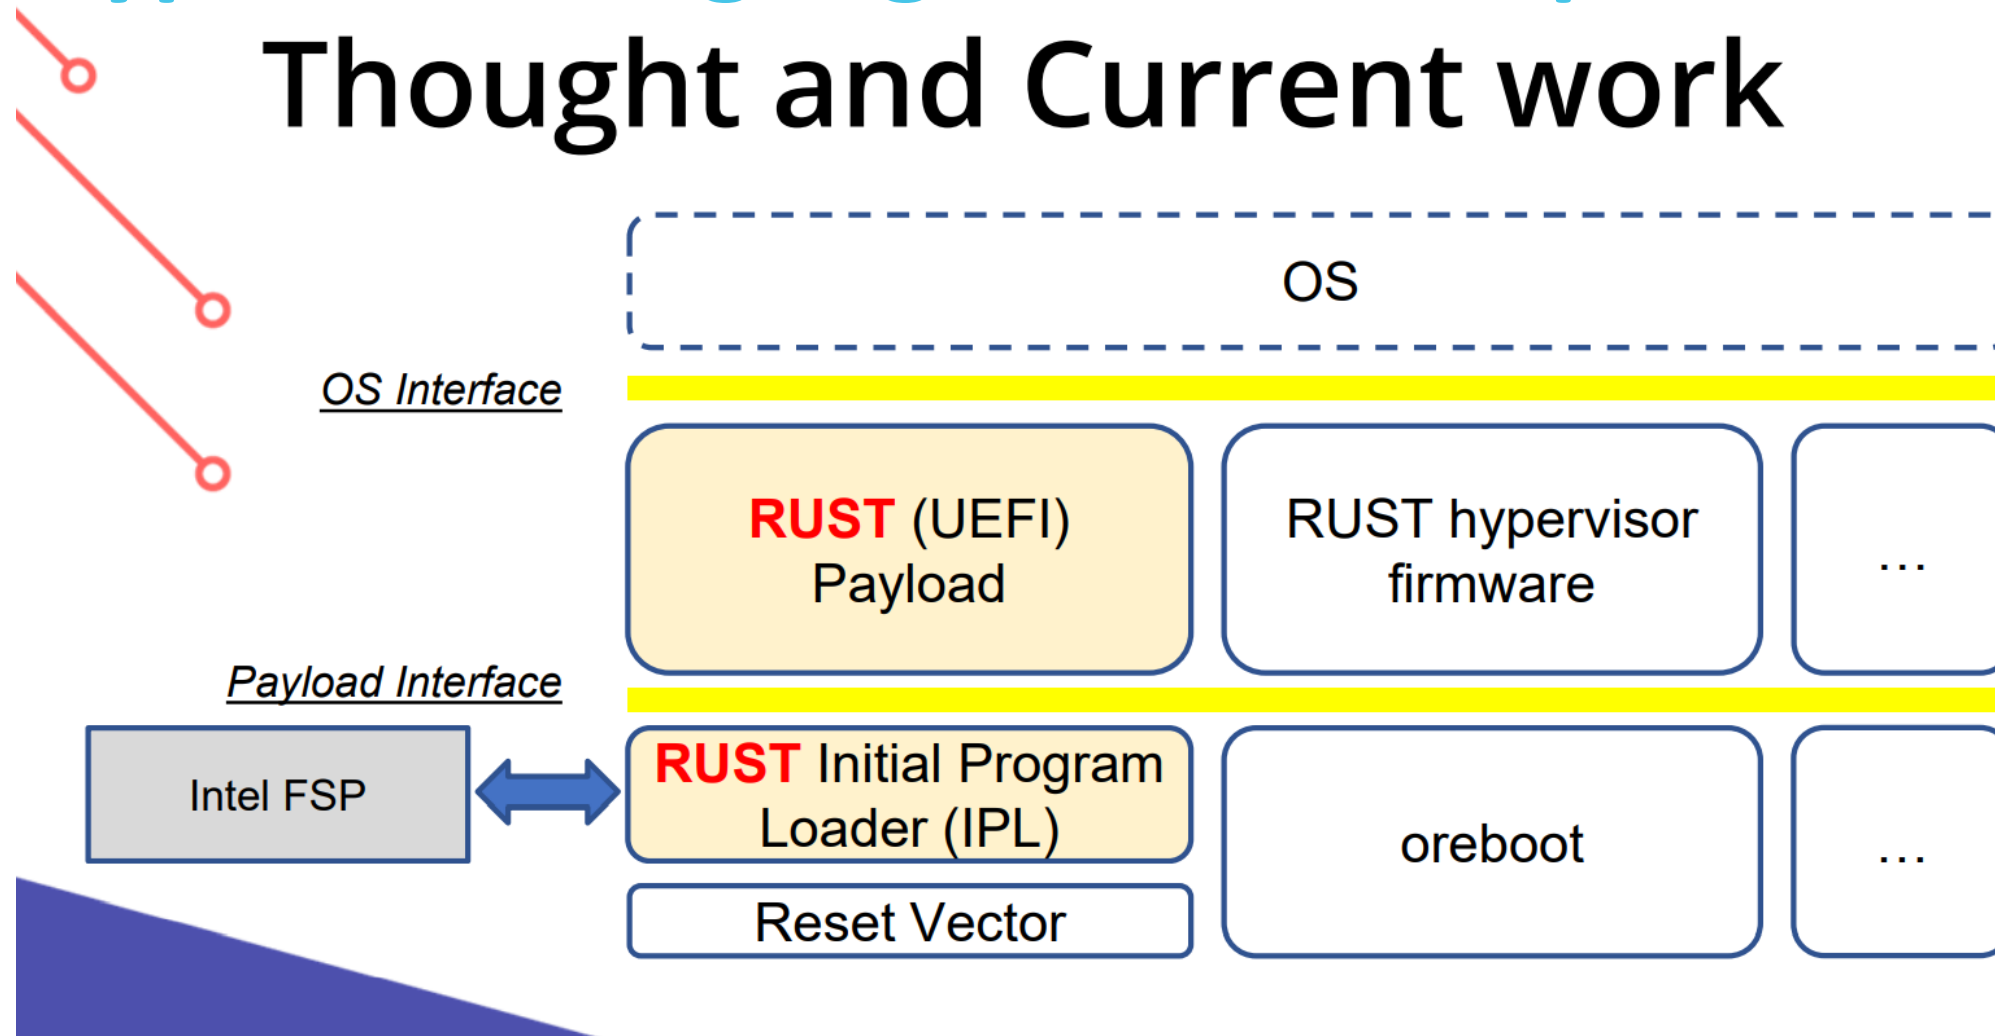 Thought and Current work
OS
OS Interface
RUST (UEFI)
Payload
RUST hypervisor
firmware
...
Payload Interface
Intel FSP
RUST Initial Program
Loader (IPL)
oreboot
...
Reset Vector